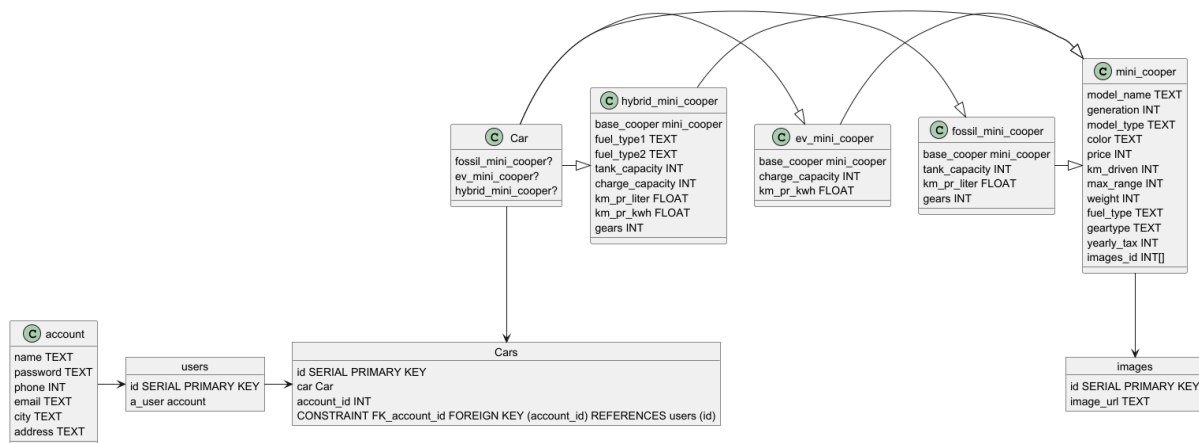 C mini_cooper
model_name TEXT
generation INT
model_type TEXT
color TEXT
price INT
km_driven INT
max_range INT
weight INT
fuel_type TEXT
geartype TEXT
yearly_tax INT
images_id INT[]
C hybrid_mini_cooper
base_cooper mini_cooper
fuel_type1 TEXT
fuel_type2 TEXT
tank_capacity INT
charge_capacity INT
km_pr_liter FLOAT
km_pr_kwh FLOAT
gears INT
C Car
fossil_mini_cooper?
ev_mini_cooper?
hybrid_mini_cooper?
C ev_mini_cooper
base_cooper mini_cooper
charge_capacity INT
km_pr_kwh FLOAT
C fossil_mini_cooper
base_cooper mini_cooper
tank_capacity INT
km_pr_liter FLOAT
gears INT
C account
name TEXT
password TEXT
phone INT
email TEXT
city TEXT
address TEXT
users
id SERIAL PRIMARY KEY
a_user account
Cars
id SERIAL PRIMARY KEY
car Car
account_id INT
CONSTRAINT FK_account_id FOREIGN KEY (account_id) REFERENCES users (id)
images
id SERIAL PRIMARY KEY
image_url TEXT